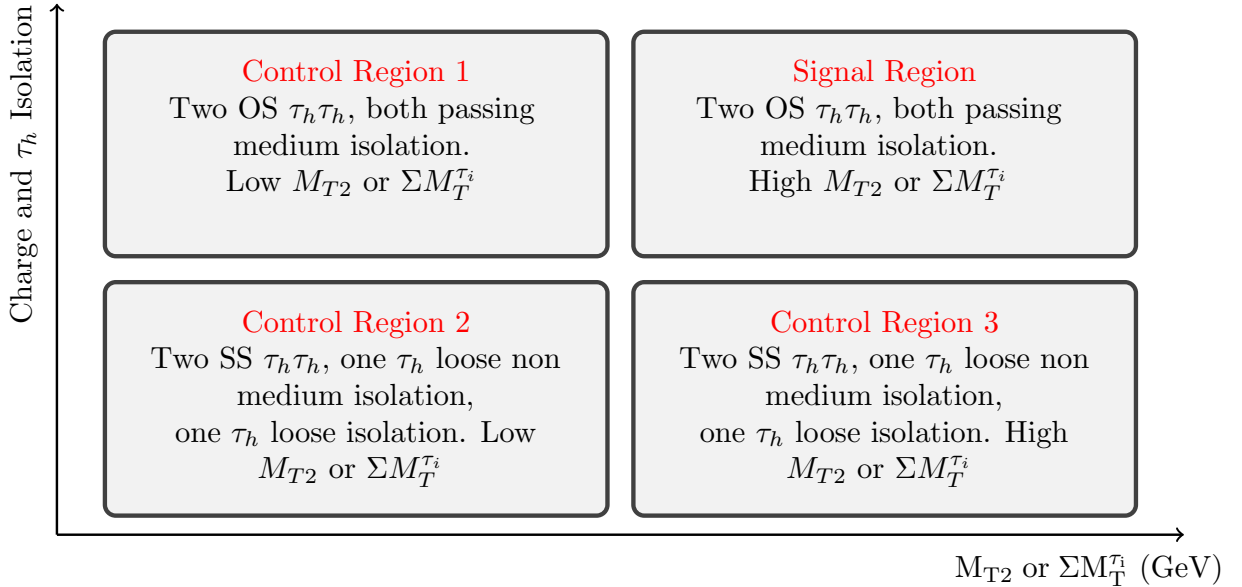 Charge and τ_h Isolation
Control Region 1
Two OS τ_hτ_h, both passing
medium isolation.
Low M_{T2} or ΣM_T^{τ_i}
Signal Region
Two OS τ_hτ_h, both passing
medium isolation.
High M_{T2} or ΣM_T^{τ_i}
Control Region 2
Two SS τ_hτ_h, one τ_h loose non
medium isolation,
one τ_h loose isolation. Low
M_{T2} or ΣM_T^{τ_i}
Control Region 3
Two SS τ_hτ_h, one τ_h loose non
medium isolation,
one τ_h loose isolation. High
M_{T2} or ΣM_T^{τ_i}
M_{T2} or ΣM_T^{τ_i} (GeV)